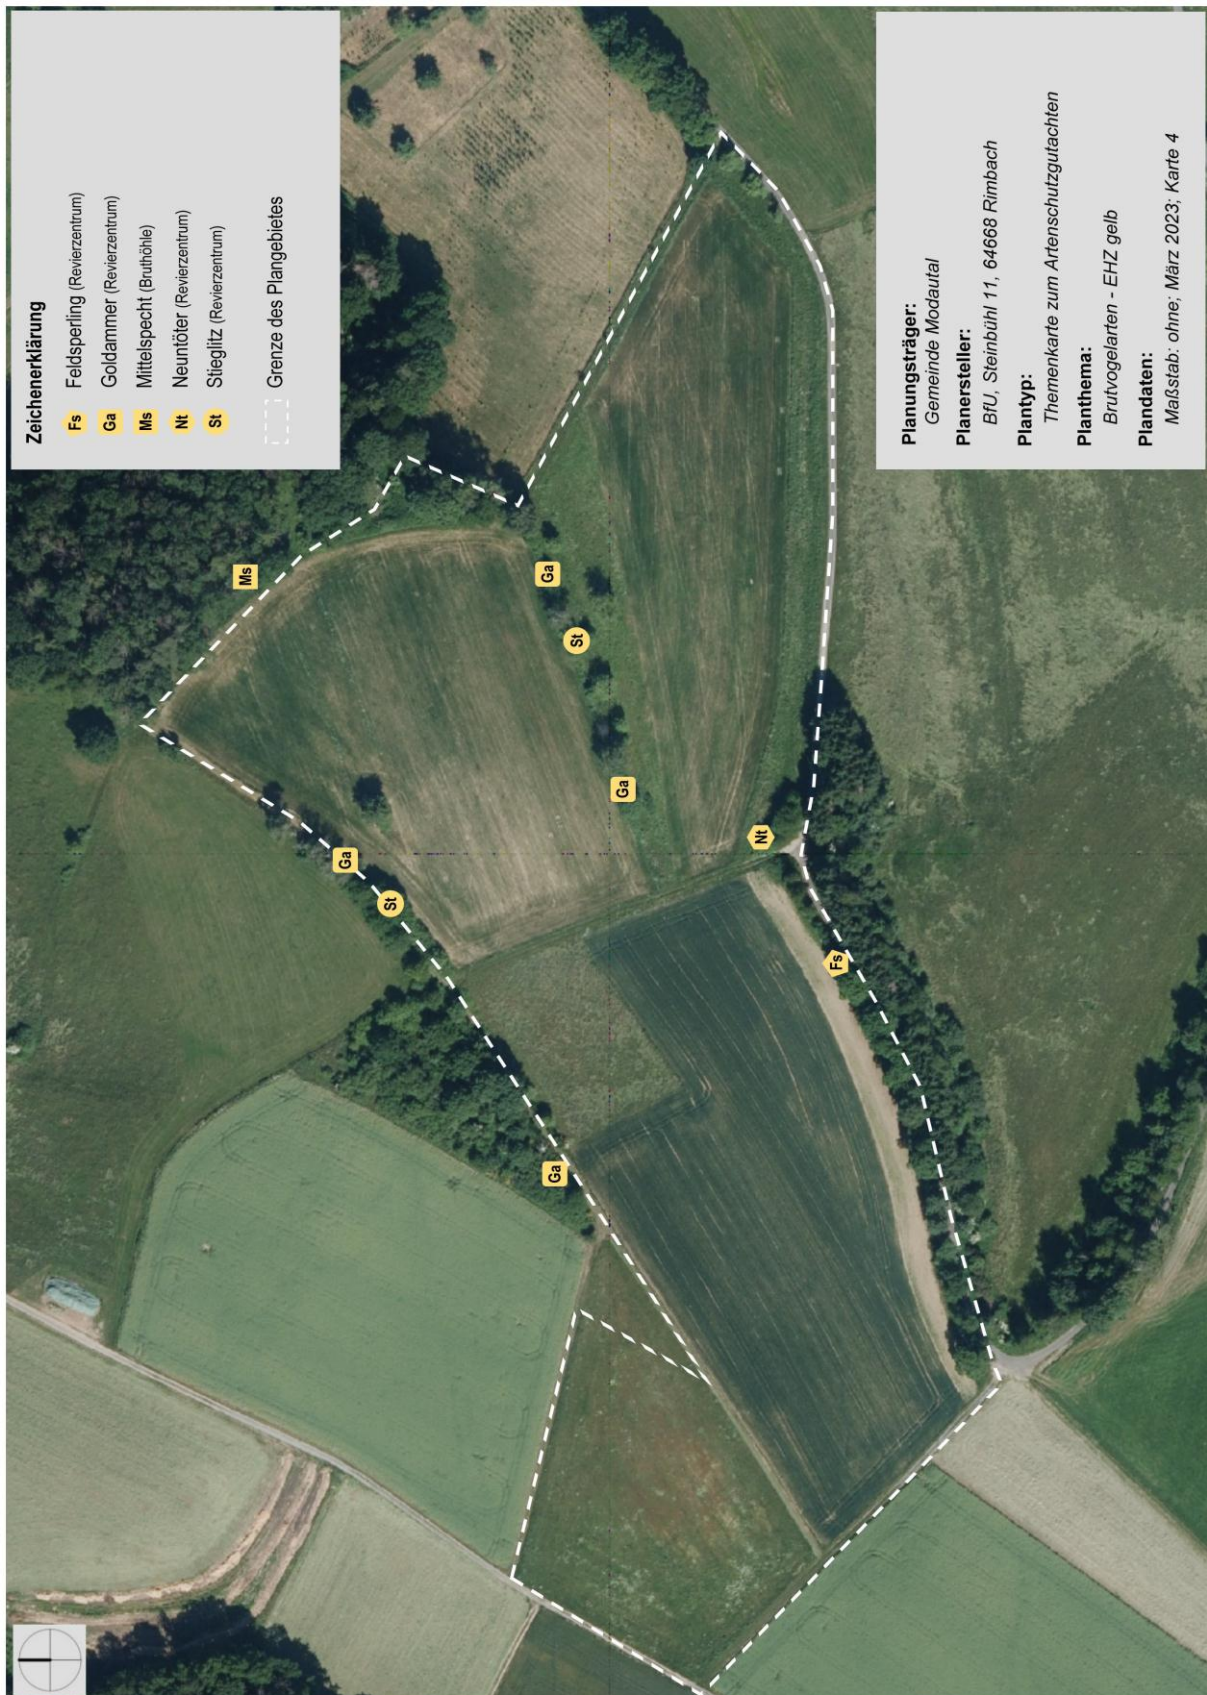 Zeichenerklärung
Fs Feldsperling (Revierzentrum)
Ga Goldammer (Revierzentrum)
Ms Mittelspecht (Bruthöhle)
Nt Neuntöter (Revierzentrum)
St Stieglitz (Revierzentrum)
Grenze des Plangebietes
Ms
Ga
St
Ga
Ga
St
Nt
Fs
Ga
Planungsträger:
Gemeinde Modautal
Planersteller:
BfU, Steinbühl 11, 64668 Rimbach
Plantyp:
Themenkarte zum Artenschutzgutachten
Planthema:
Brutvogelarten - EHZ gelb
Plandaten:
Maßstab: ohne; März 2023; Karte 4